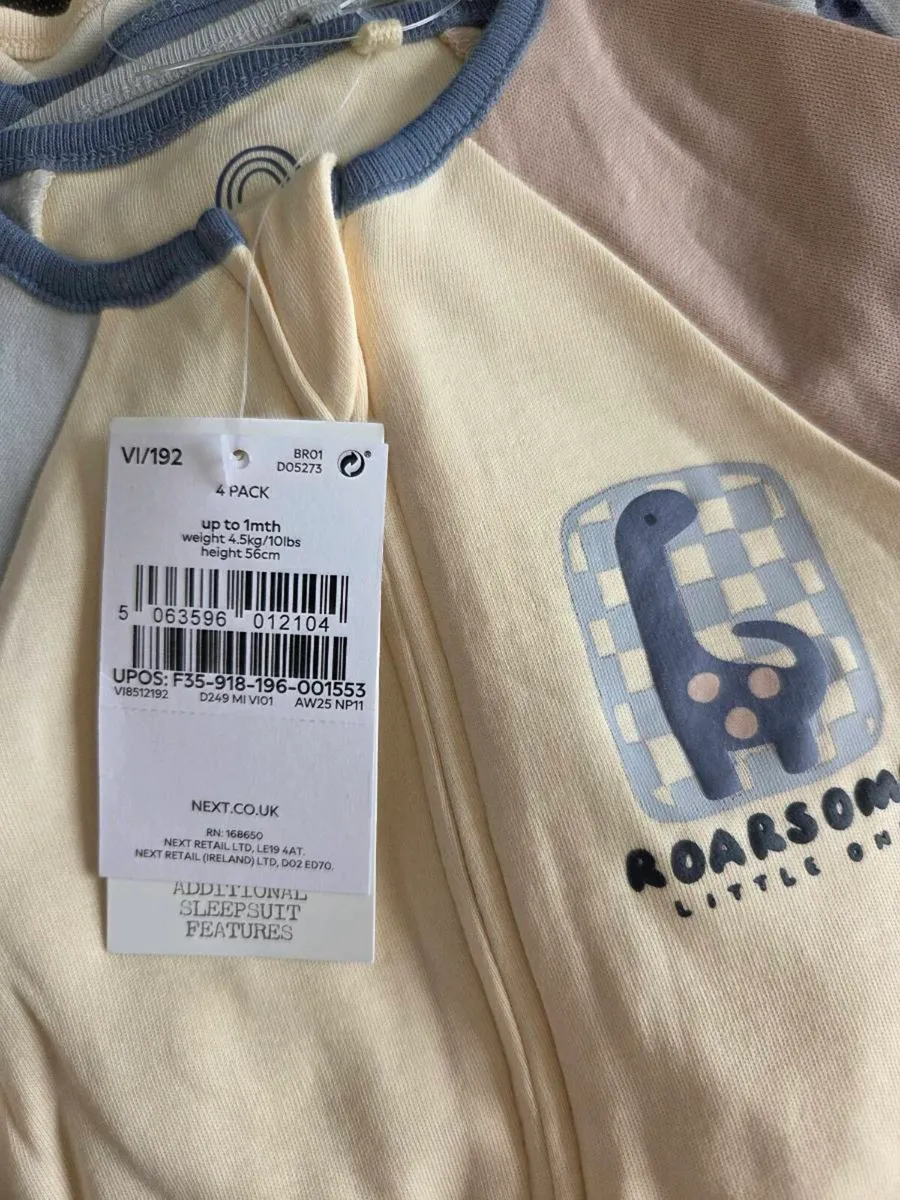 VI/192
BR01
D05273
4 PACK
up to 1mth
weight 4.5kg/10lbs
height 56cm
5 063596 012104
UPOS: F35-918-196-001553
VI8512192 D249 MI VI01 AW25 NP11
NEXT.CO.UK
RN: 168650
NEXT RETAIL LTD, LE19 4AT.
NEXT RETAIL (IRELAND) LTD, D02 ED70.
ADDITIONAL
SLEEPSUIT
FEATURES
ROARSOM
LITTLE ON